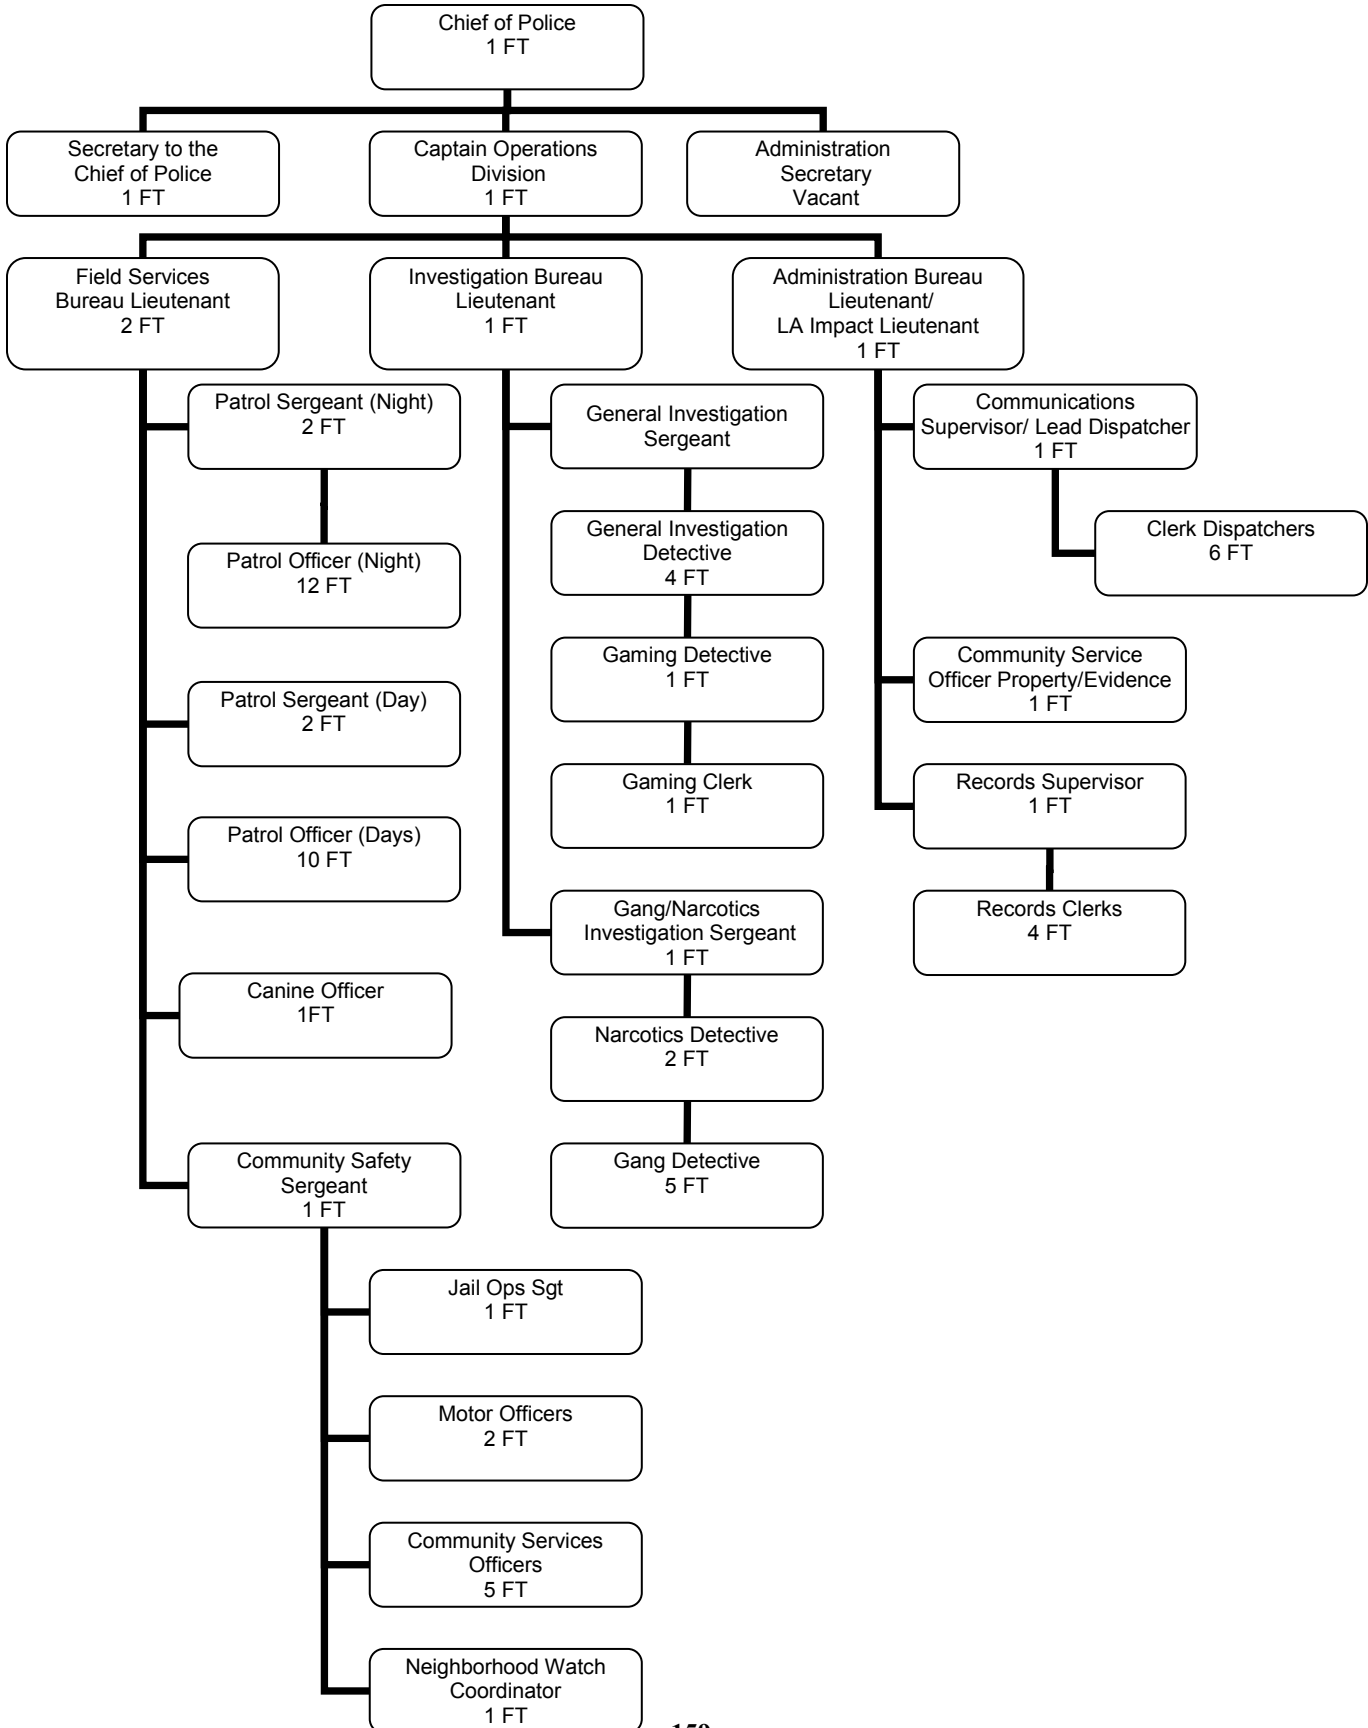 Chief of Police
1 FT
Secretary to the
Chief of Police
1 FT
Captain Operations
Division
1 FT
Administration
Secretary
Vacant
Field Services
Bureau Lieutenant
2 FT
Investigation Bureau
Lieutenant
1 FT
Administration Bureau
Lieutenant/
LA Impact Lieutenant
1 FT
Patrol Sergeant (Night)
2 FT
Patrol Officer (Night)
12 FT
Patrol Sergeant (Day)
2 FT
Patrol Officer (Days)
10 FT
Canine Officer
1FT
Community Safety
Sergeant
1 FT
Jail Ops Sgt
1 FT
Motor Officers
2 FT
Community Services
Officers
5 FT
Neighborhood Watch
Coordinator
1 FT
General Investigation
Sergeant
General Investigation
Detective
4 FT
Gaming Detective
1 FT
Gaming Clerk
1 FT
Gang/Narcotics
Investigation Sergeant
1 FT
Narcotics Detective
2 FT
Gang Detective
5 FT
Communications
Supervisor/ Lead Dispatcher
1 FT
Clerk Dispatchers
6 FT
Community Service
Officer Property/Evidence
1 FT
Records Supervisor
1 FT
Records Clerks
4 FT